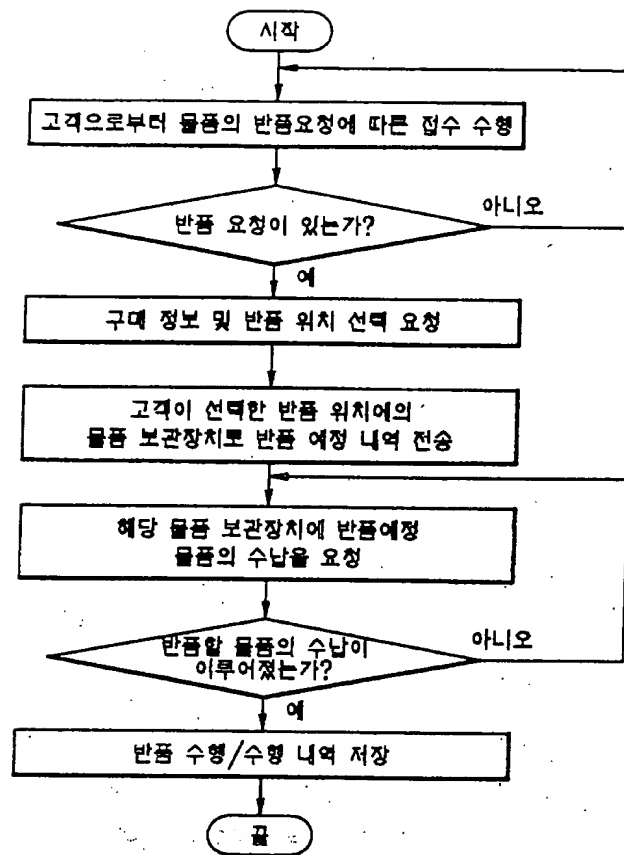 시작
고객으로부터 물품의 반품요청에 따른 접수 수행
반품 요청이 있는가?
아니오
예
구매 정보 및 반품 위치 선택 요청
고객이 선택한 반품 위치에의
물품 보관장치로 반품 예정 내역 전송
해당 물품 보관장치에 반품예정
물품의 수납을 요청
반품할 물품의 수납이
이루어졌는가?
아니오
예
반품 수행/수행 내역 저장
끝